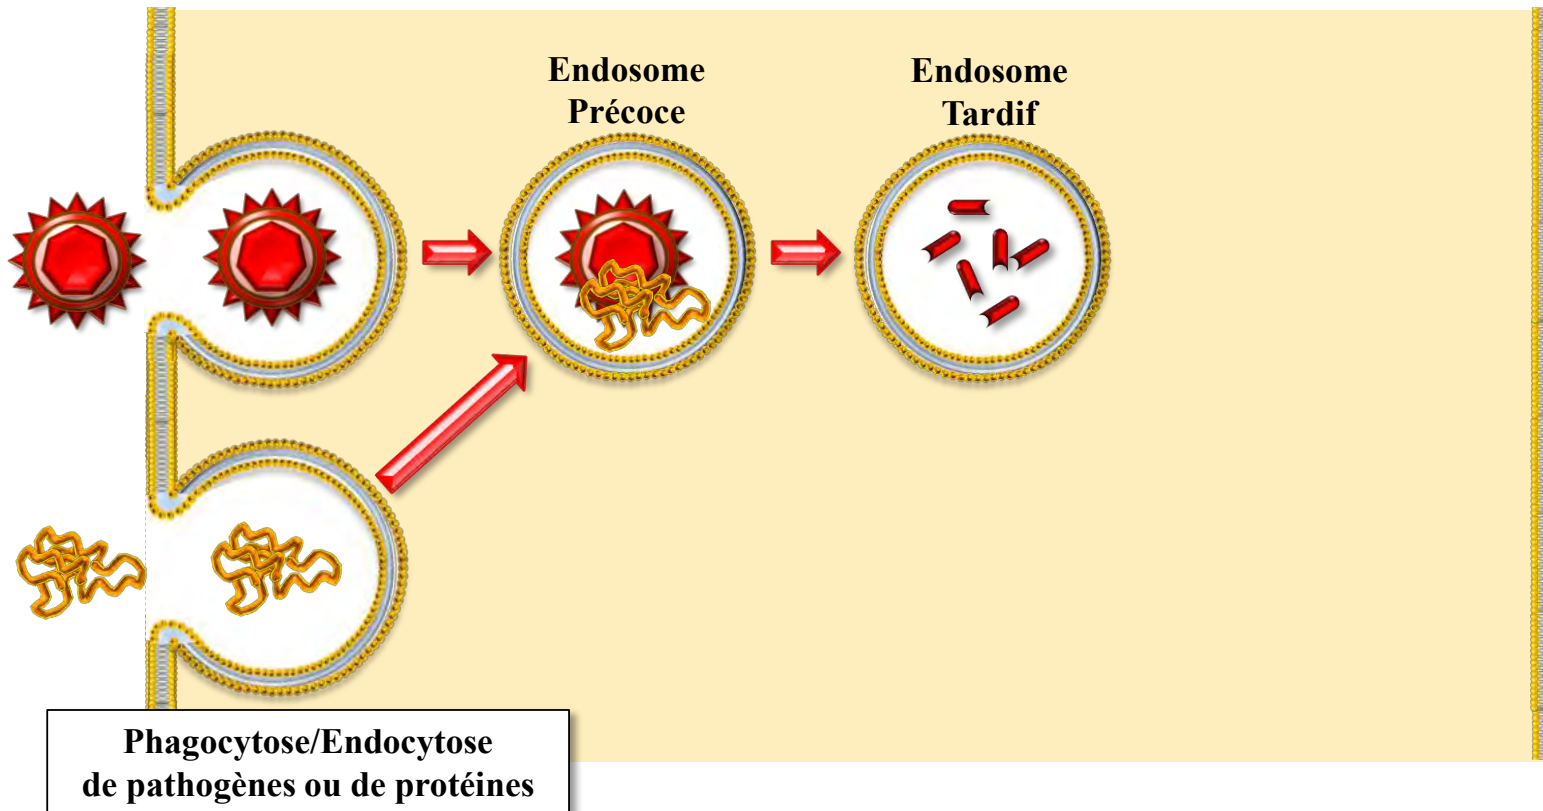 Endosome
Précoce
Endosome
Tardif
Phagocytose/Endocytose
de pathogènes ou de protéines